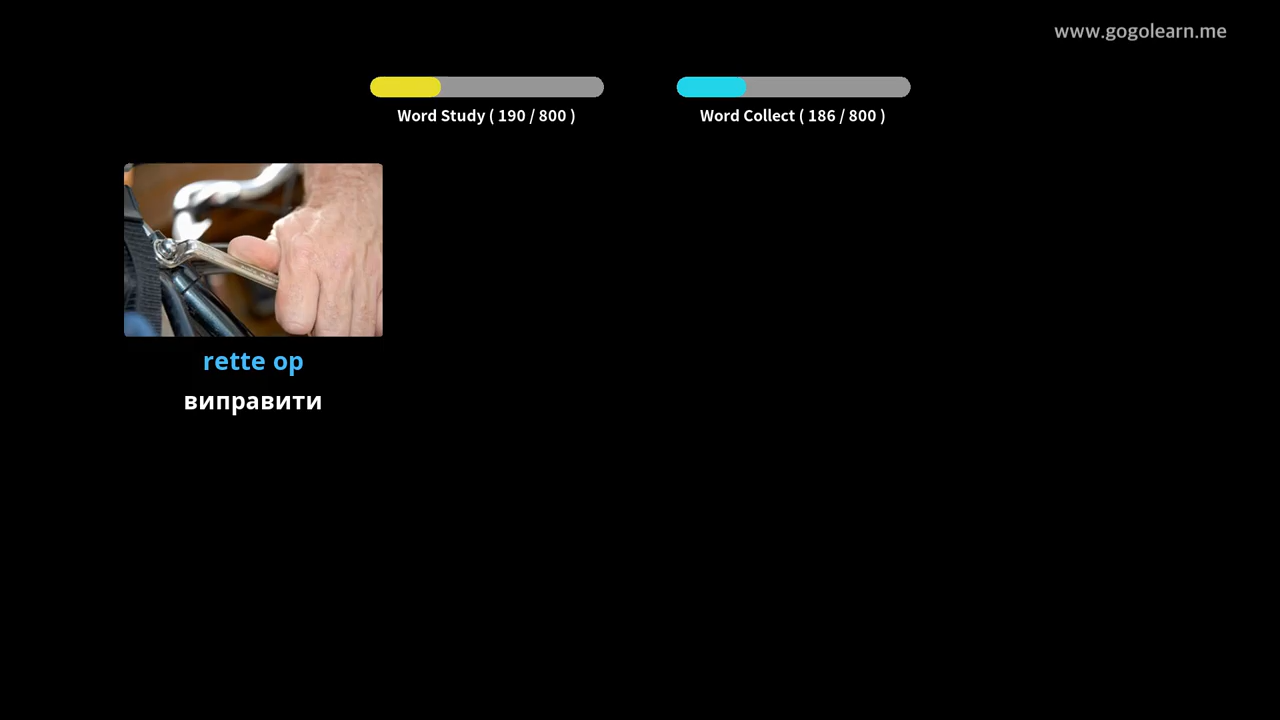 www.gogolearn.me
Word Study ( 190 / 800 )
Word Collect ( 186 / 800 )
rette op
виправити